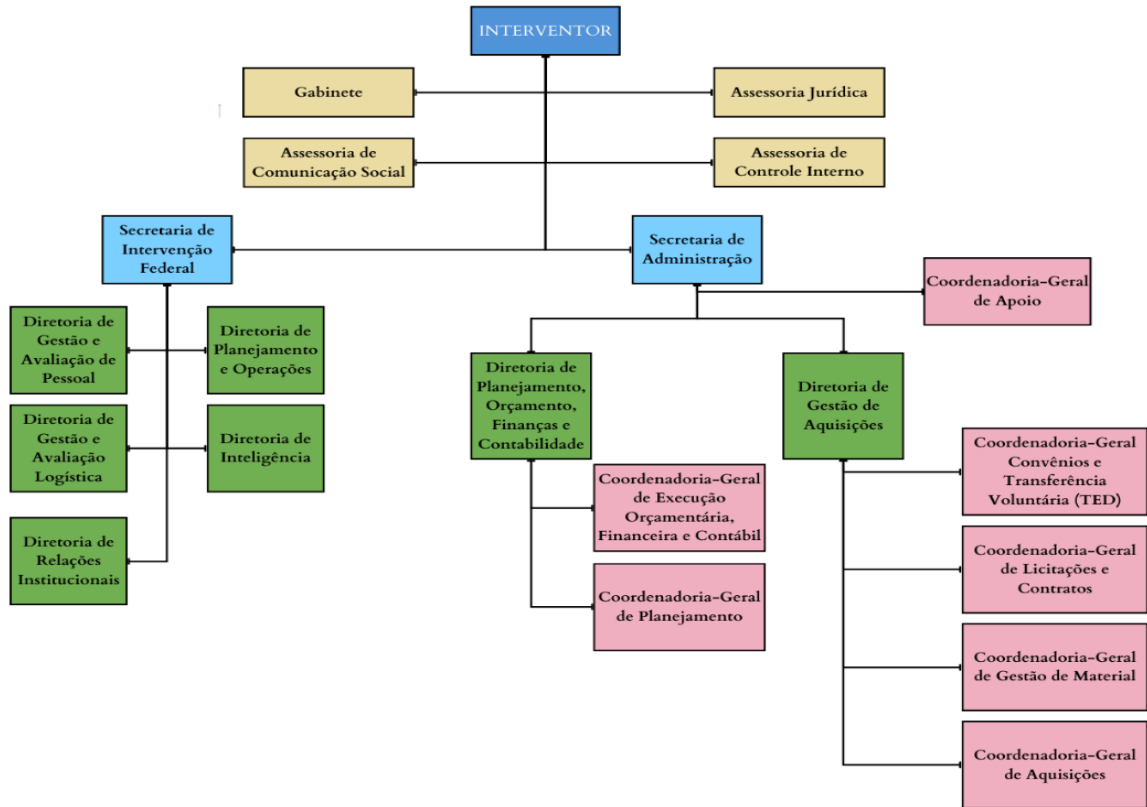 INTERVENTOR
Gabinete
Assessoria Jurídica
Assessoria de
Comunicação Social
Assessoria de
Controle Interno
Secretaria de
Intervenção
Federal
Secretaria de
Administração
Coordenadoria-Geral
de Apoio
Diretoria de
Gestão e
Avaliação de
Pessoal
Diretoria de
Planejamento
e Operações
Diretoria de
Gestão e
Avaliação
Logística
Diretoria de
Inteligência
Diretoria de
Relações
Institucionais
Diretoria de
Planejamento,
Orçamento,
Finanças e
Contabilidade
Diretoria de
Gestão de
Aquisições
Coordenadoria-Geral
de Execução
Orçamentária,
Financeira e Contábil
Coordenadoria-Geral
de Planejamento
Coordenadoria-Geral
Convênios e
Transferência
Voluntária (TED)
Coordenadoria-Geral
de Licitações e
Contratos
Coordenadoria-Geral
de Gestão de Material
Coordenadoria-Geral
de Aquisições